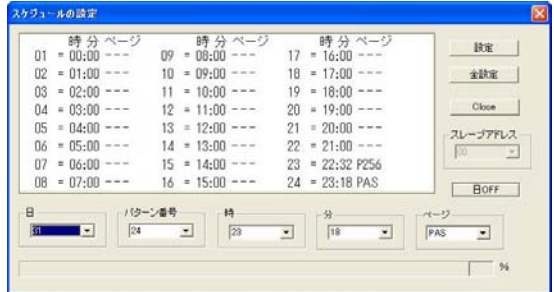 スケジュールの設定
時 分 ページ 時 分 ページ 時 分 ページ
01 = 00:00 --- 09 = 08:00 --- 17 = 16:00 ---
02 = 01:00 --- 10 = 09:00 --- 18 = 17:00 ---
03 = 02:00 --- 11 = 10:00 --- 19 = 18:00 ---
04 = 03:00 --- 12 = 11:00 --- 20 = 19:00 ---
05 = 04:00 --- 13 = 12:00 --- 21 = 20:00 ---
06 = 05:00 --- 14 = 13:00 --- 22 = 21:00 ---
07 = 06:00 --- 15 = 14:00 --- 23 = 22:32 P256
08 = 07:00 --- 16 = 15:00 --- 24 = 23:18 PAS
設定
全設定
Close
スレーブアドレス
00
日OFF
日 パターン番号 時 分 ページ
31 24 23 18 PAS
%